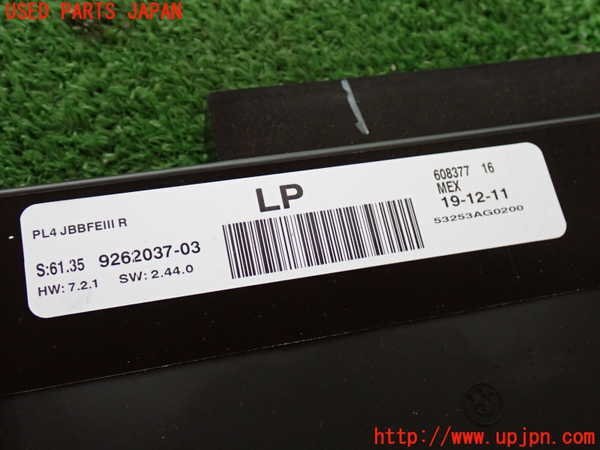 USED PARTS JAPAN
PL4 JBBFEIII R
LP
608377 16
MEX
19-12-11
53253AG0200
S:61.35 9262037-03
HW: 7.2.1 SW: 2.44.0
UPJ
http://www.upjpn.com